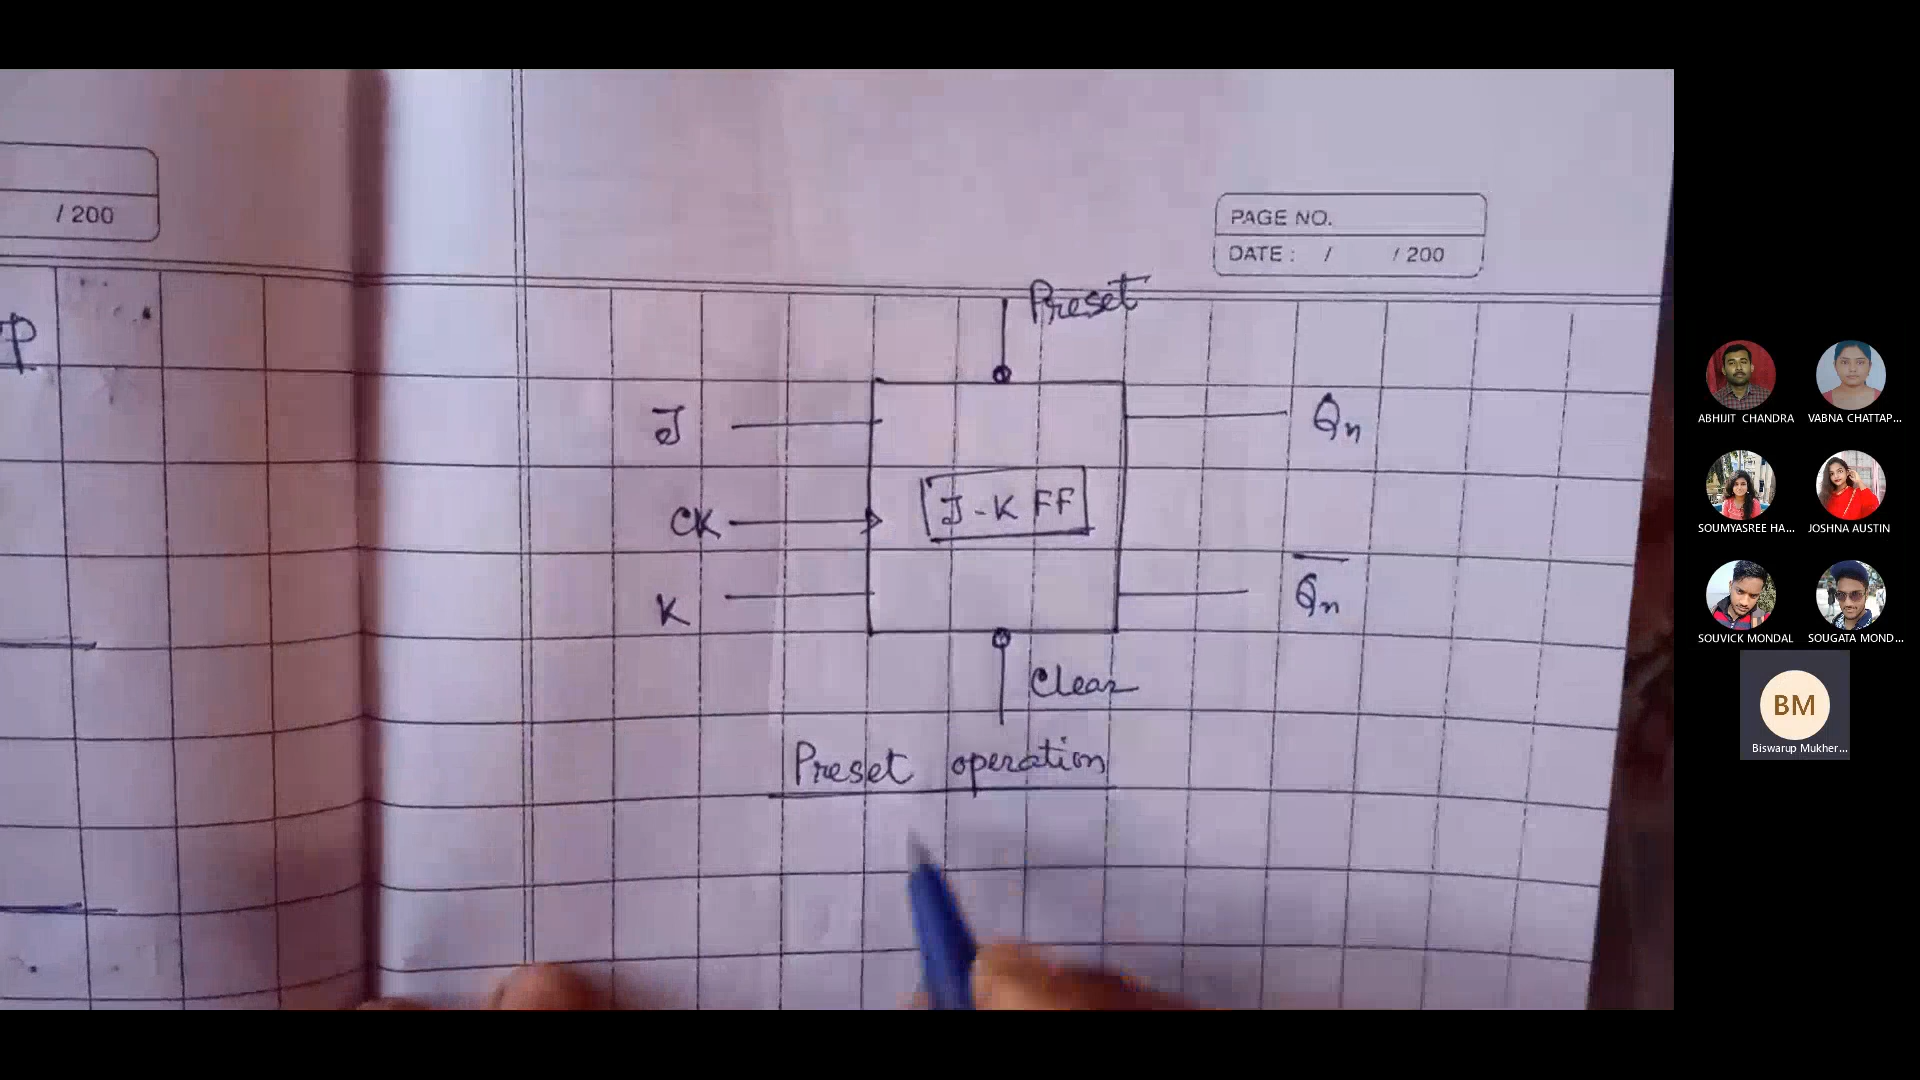 / 200
PAGE NO.
DATE : / / 200
Preset
J
Qn
J-K FF
CK
K
Q̅n̅
Clear
Preset operation
ABHIJIT CHANDRA
VABNA CHATTAP...
SOUMYASREE HA...
JOSHNA AUSTIN
SOUVICK MONDAL
SOUGATA MOND...
BM
Biswarup Mukher...